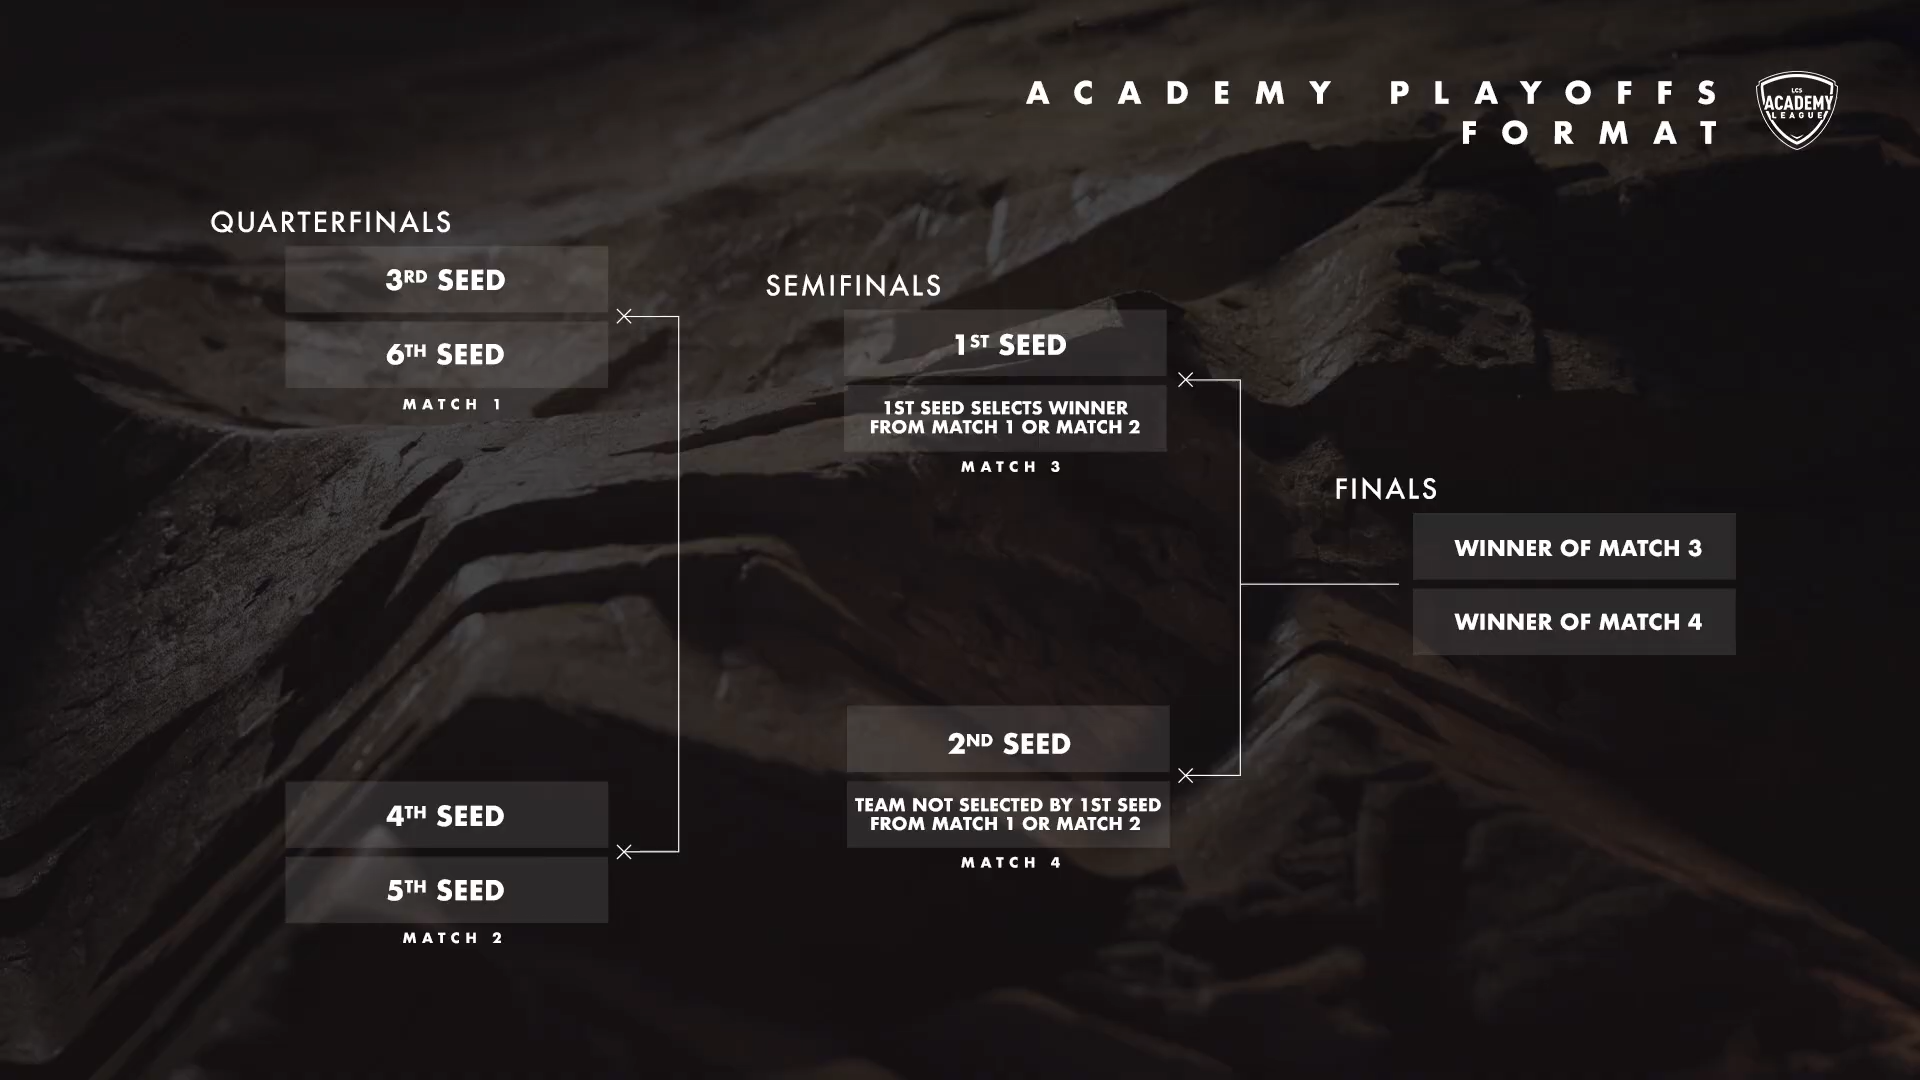 ACADEMY PLAYOFFS
FORMAT
LCS
ACADEMY
LEAGUE
QUARTERFINALS
3RD SEED
6TH SEED
MATCH 1
4TH SEED
5TH SEED
MATCH 2
SEMIFINALS
1ST SEED
1ST SEED SELECTS WINNER
FROM MATCH 1 OR MATCH 2
MATCH 3
2ND SEED
TEAM NOT SELECTED BY 1ST SEED
FROM MATCH 1 OR MATCH 2
MATCH 4
FINALS
WINNER OF MATCH 3
WINNER OF MATCH 4